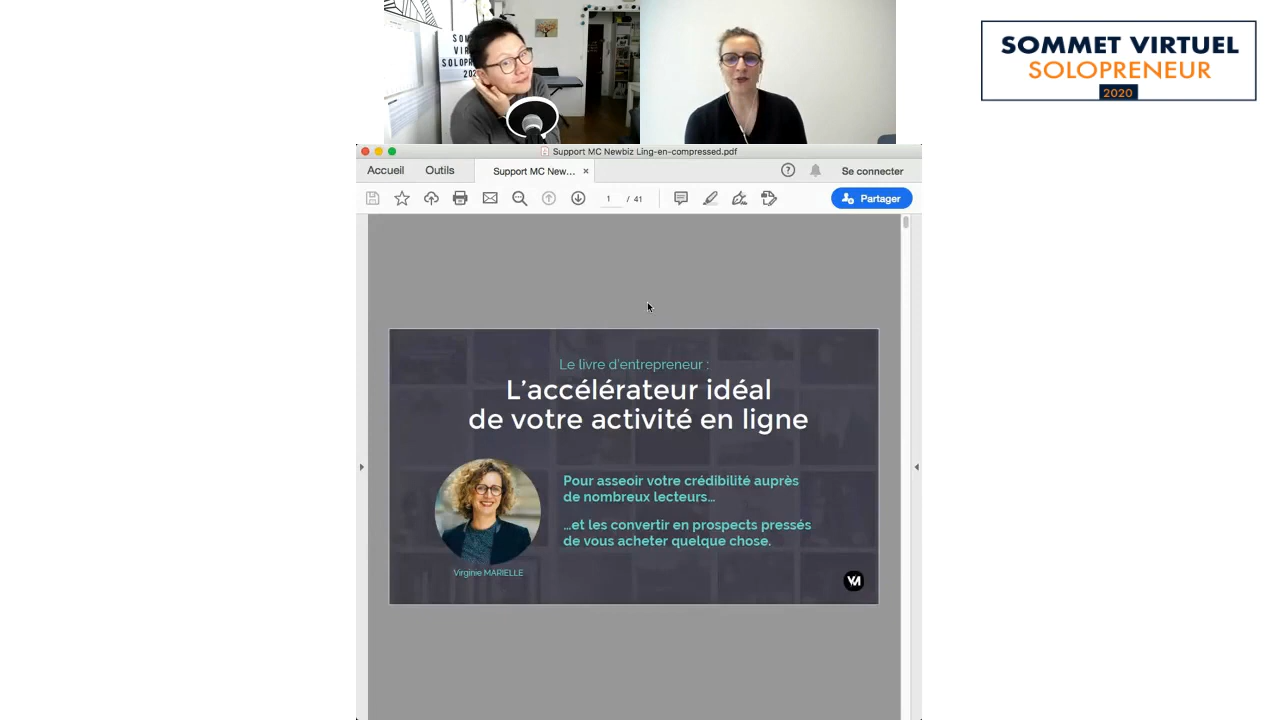 SOMMET VIRTUEL
SOLOPRENEUR
2020
Support MC Newbiz Ling-en-compressed.pdf
Accueil
Outils
Support MC New...
Se connecter
1 / 41
Partager
Le livre d'entrepreneur :
L'accélérateur idéal
de votre activité en ligne
Pour asseoir votre crédibilité auprès
de nombreux lecteurs...
...et les convertir en prospects pressés
de vous acheter quelque chose.
Virginie MARIELLE